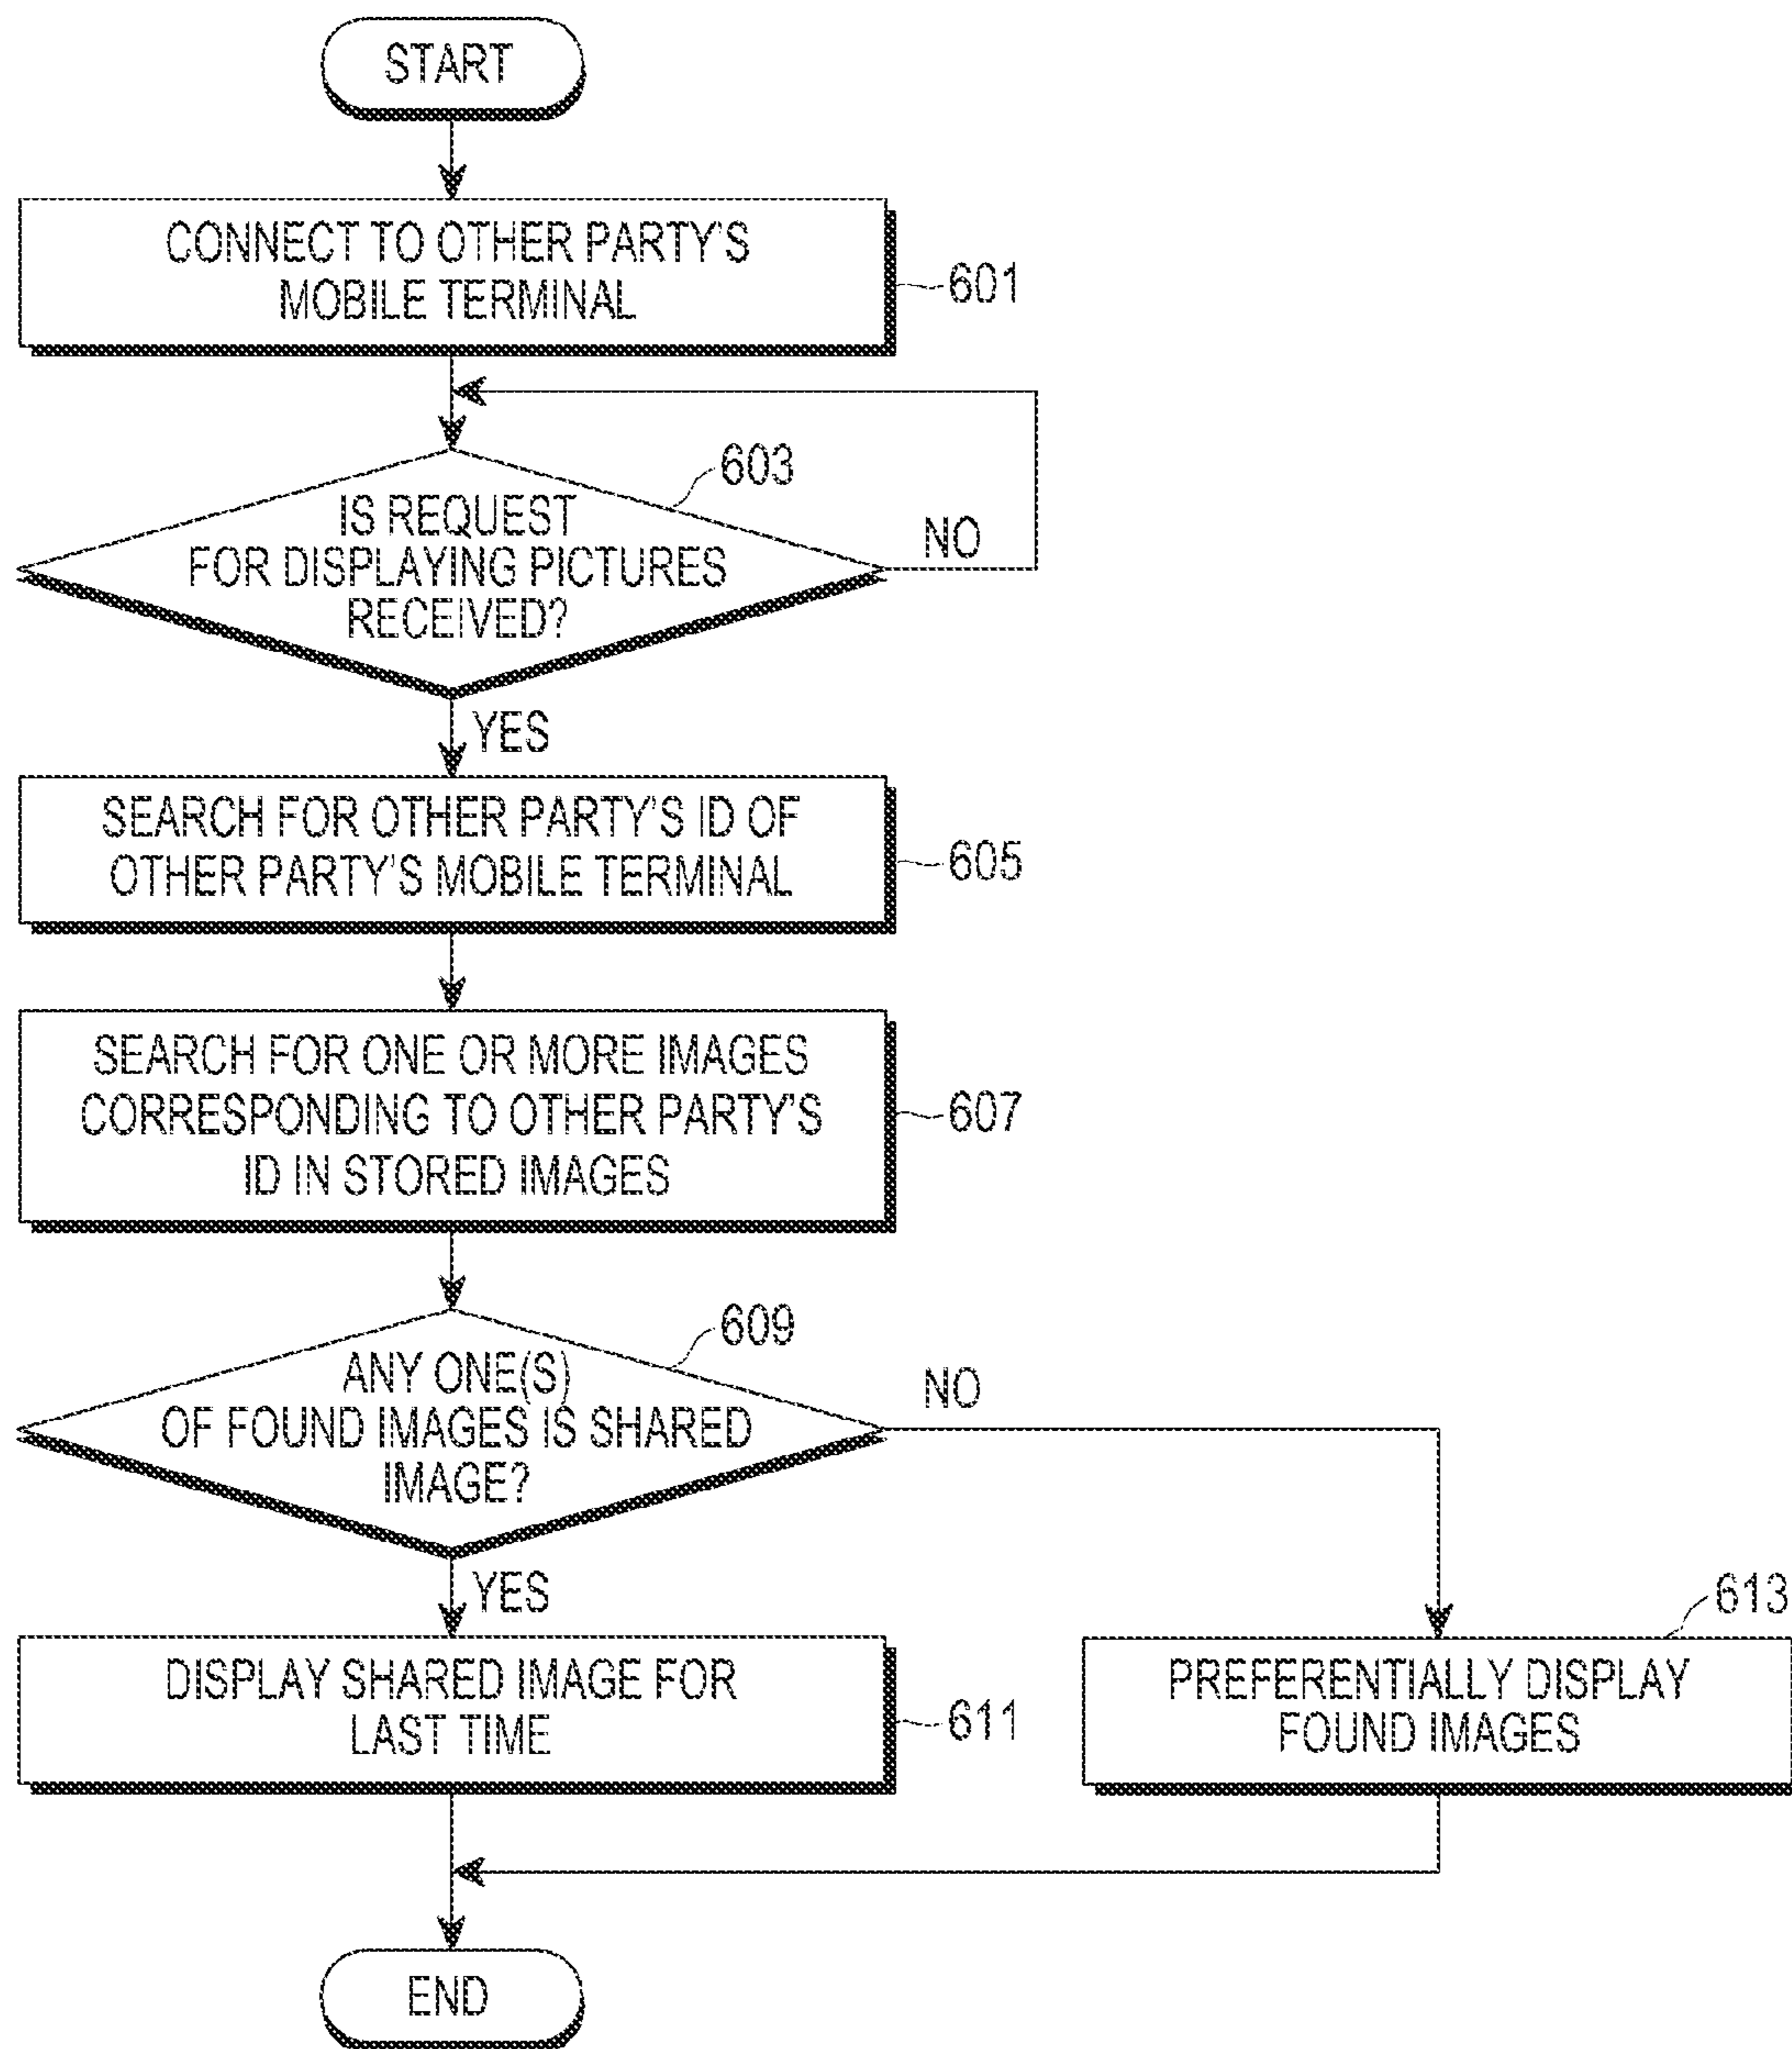 START
CONNECT TO OTHER PARTY'S
MOBILE TERMINAL
601
603
IS REQUEST
FOR DISPLAYING PICTURES
RECEIVED?
NO
YES
SEARCH FOR OTHER PARTY'S ID OF
OTHER PARTY'S MOBILE TERMINAL
605
SEARCH FOR ONE OR MORE IMAGES
CORRESPONDING TO OTHER PARTY'S
ID IN STORED IMAGES
607
609
ANY ONE(S)
OF FOUND IMAGES IS SHARED
IMAGE?
NO
YES
DISPLAY SHARED IMAGE FOR
LAST TIME
611
613
PREFERENTIALLY DISPLAY
FOUND IMAGES
END